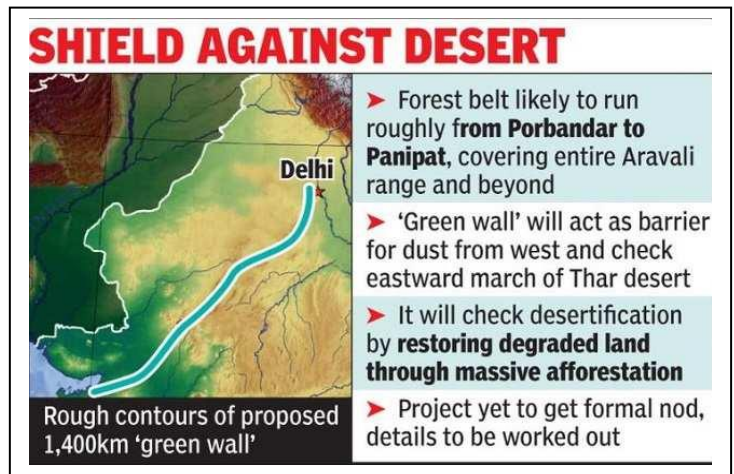 SHIELD AGAINST DESERT
Delhi
Rough contours of proposed
1,400km ‘green wall’
➤ Forest belt likely to run
roughly from Porbandar to
Panipat, covering entire Aravali
range and beyond
➤ ‘Green wall’ will act as barrier
for dust from west and check
eastward march of Thar desert
➤ It will check desertification
by restoring degraded land
through massive afforestation
➤ Project yet to get formal nod,
details to be worked out